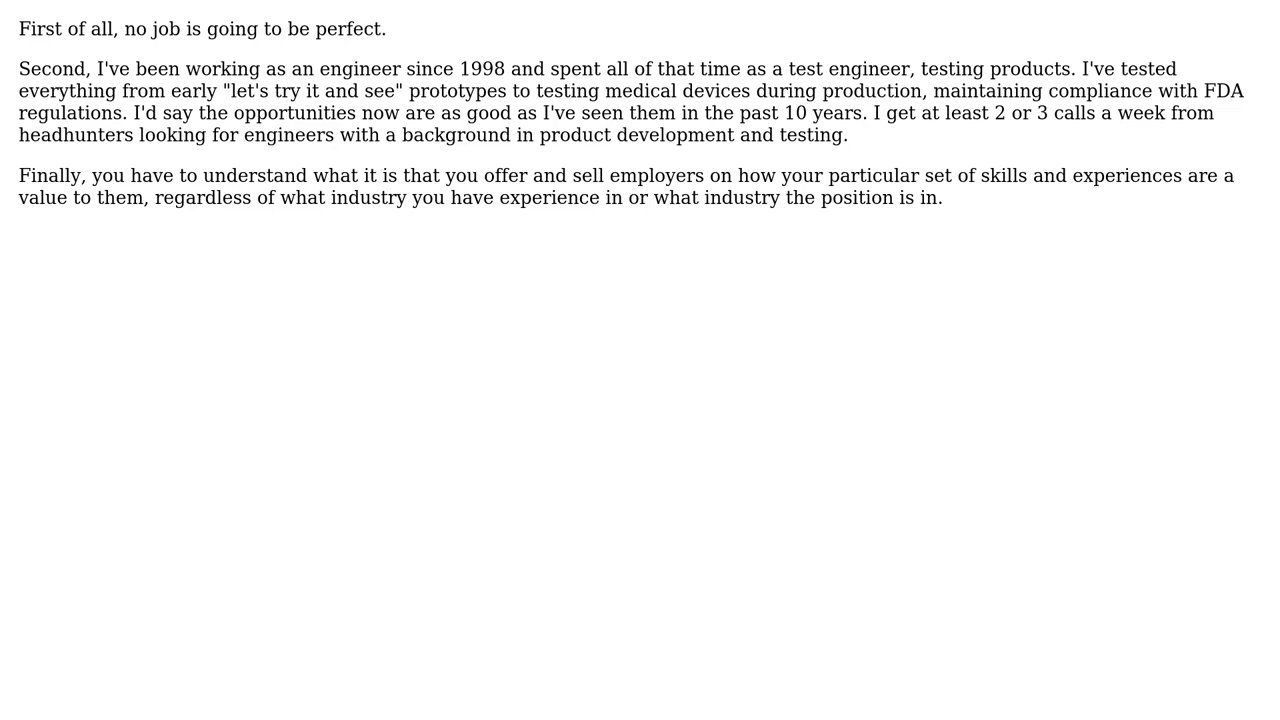 First of all, no job is going to be perfect.
Second, I've been working as an engineer since 1998 and spent all of that time as a test engineer, testing products. I've tested
everything from early "let's try it and see" prototypes to testing medical devices during production, maintaining compliance with FDA
regulations. I'd say the opportunities now are as good as I've seen them in the past 10 years. I get at least 2 or 3 calls a week from
headhunters looking for engineers with a background in product development and testing.
Finally, you have to understand what it is that you offer and sell employers on how your particular set of skills and experiences are a
value to them, regardless of what industry you have experience in or what industry the position is in.